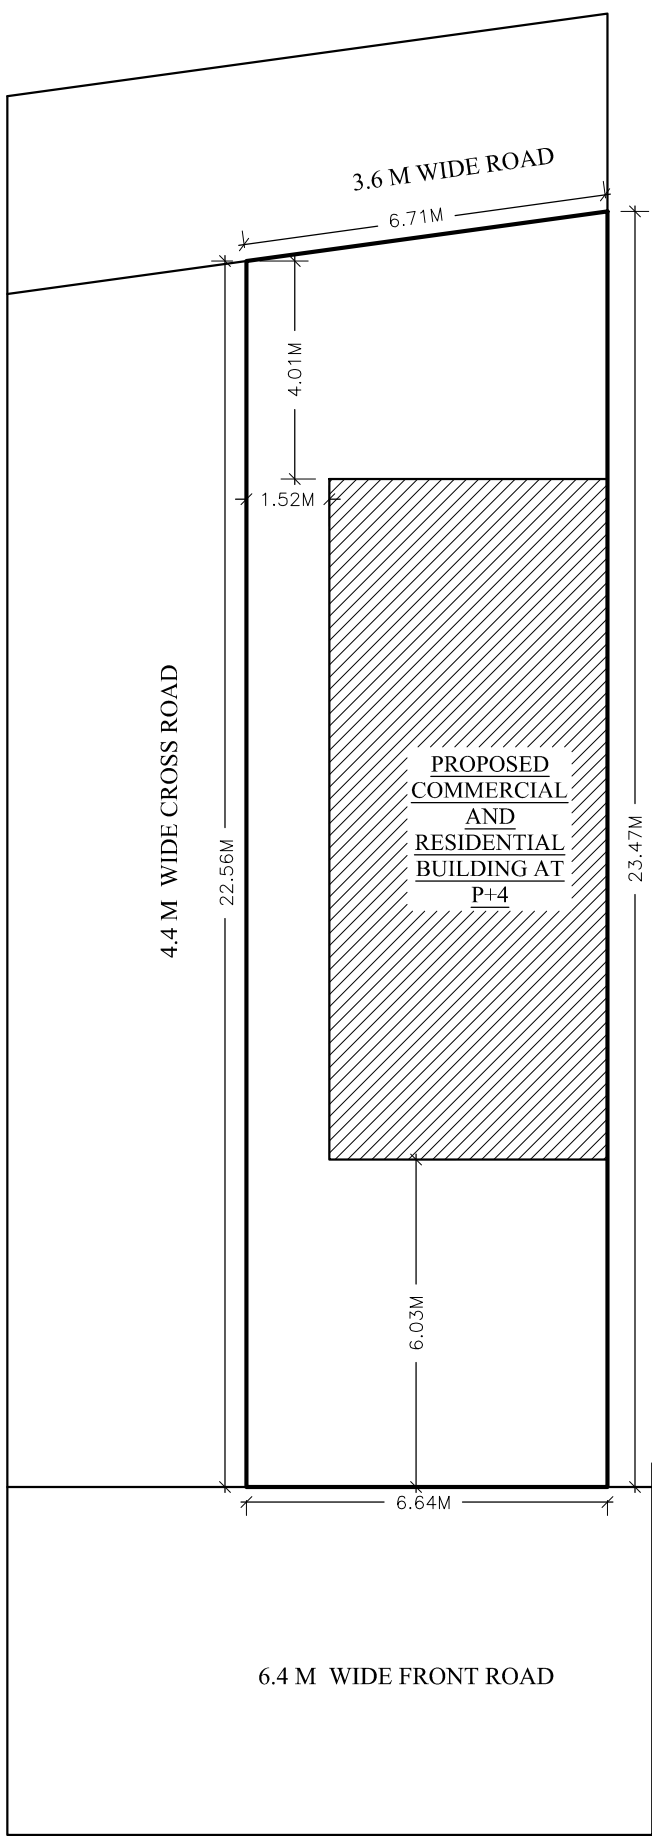 3.6 M WIDE ROAD
6.71M
4.01M
1.52M
4.4 M  WIDE CROSS ROAD
22.56M
PROPOSED
COMMERCIAL
AND
RESIDENTIAL
BUILDING AT
P+4
23.47M
6.03M
6.64M
6.4 M  WIDE FRONT ROAD